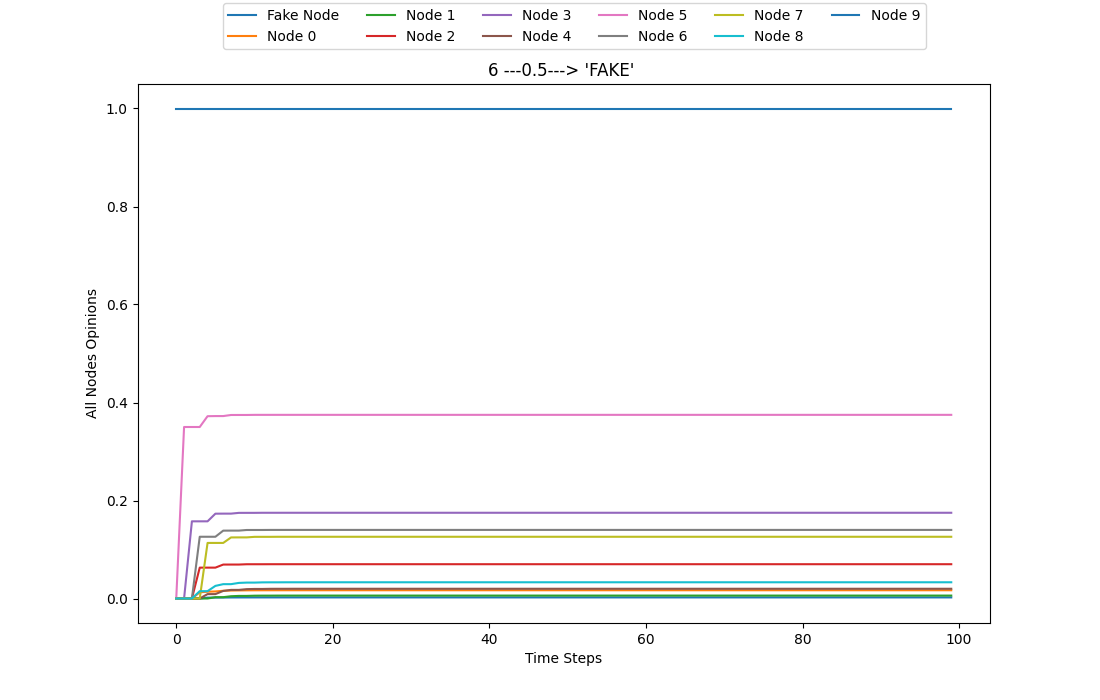 Fake Node Node 1 Node 3 Node 5 Node 7 Node 9
Node 0 Node 2 Node 4 Node 6 Node 8
6 ---0.5---> 'FAKE'
1.0
0.8
0.6
0.4
0.2
0.0
All Nodes Opinions
0 20 40 60 80 100
Time Steps